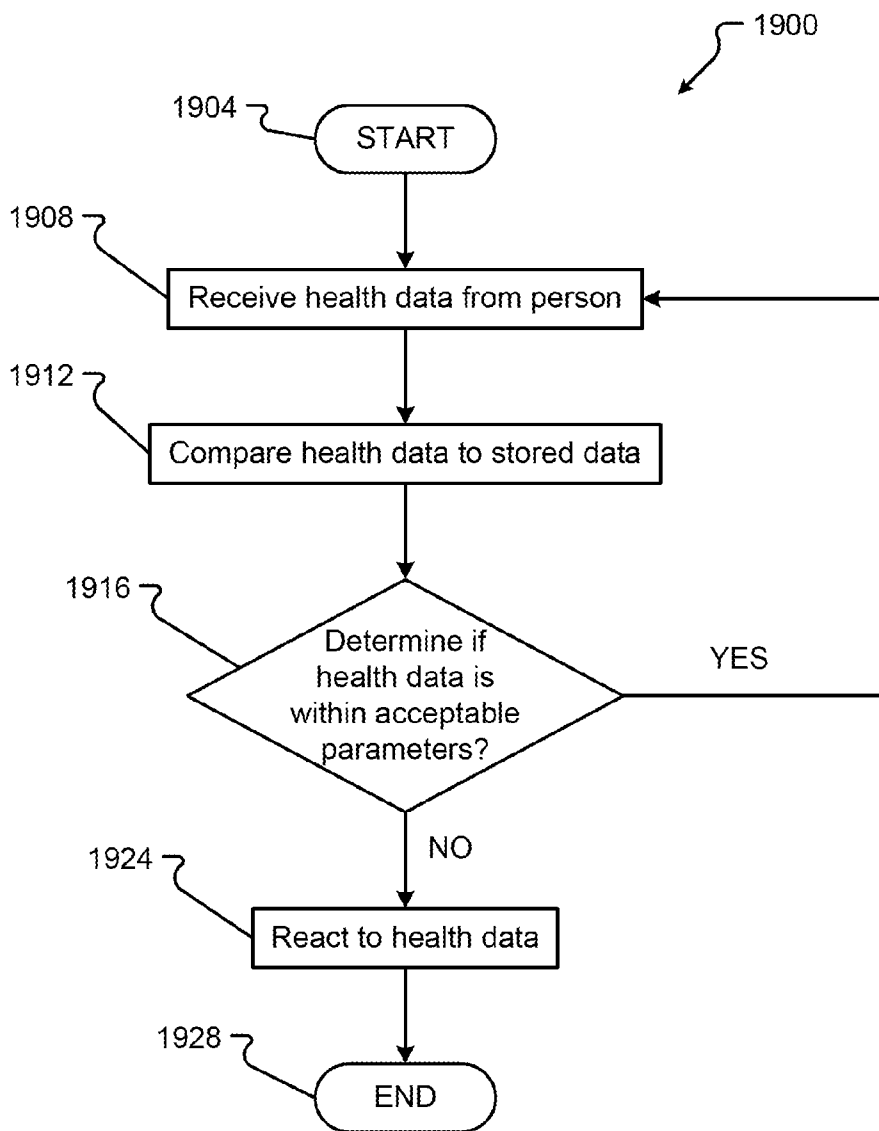 1900
1904
START
1908
Receive health data from person
1912
Compare health data to stored data
1916
Determine if
health data is
within acceptable
parameters?
YES
NO
1924
React to health data
1928
END